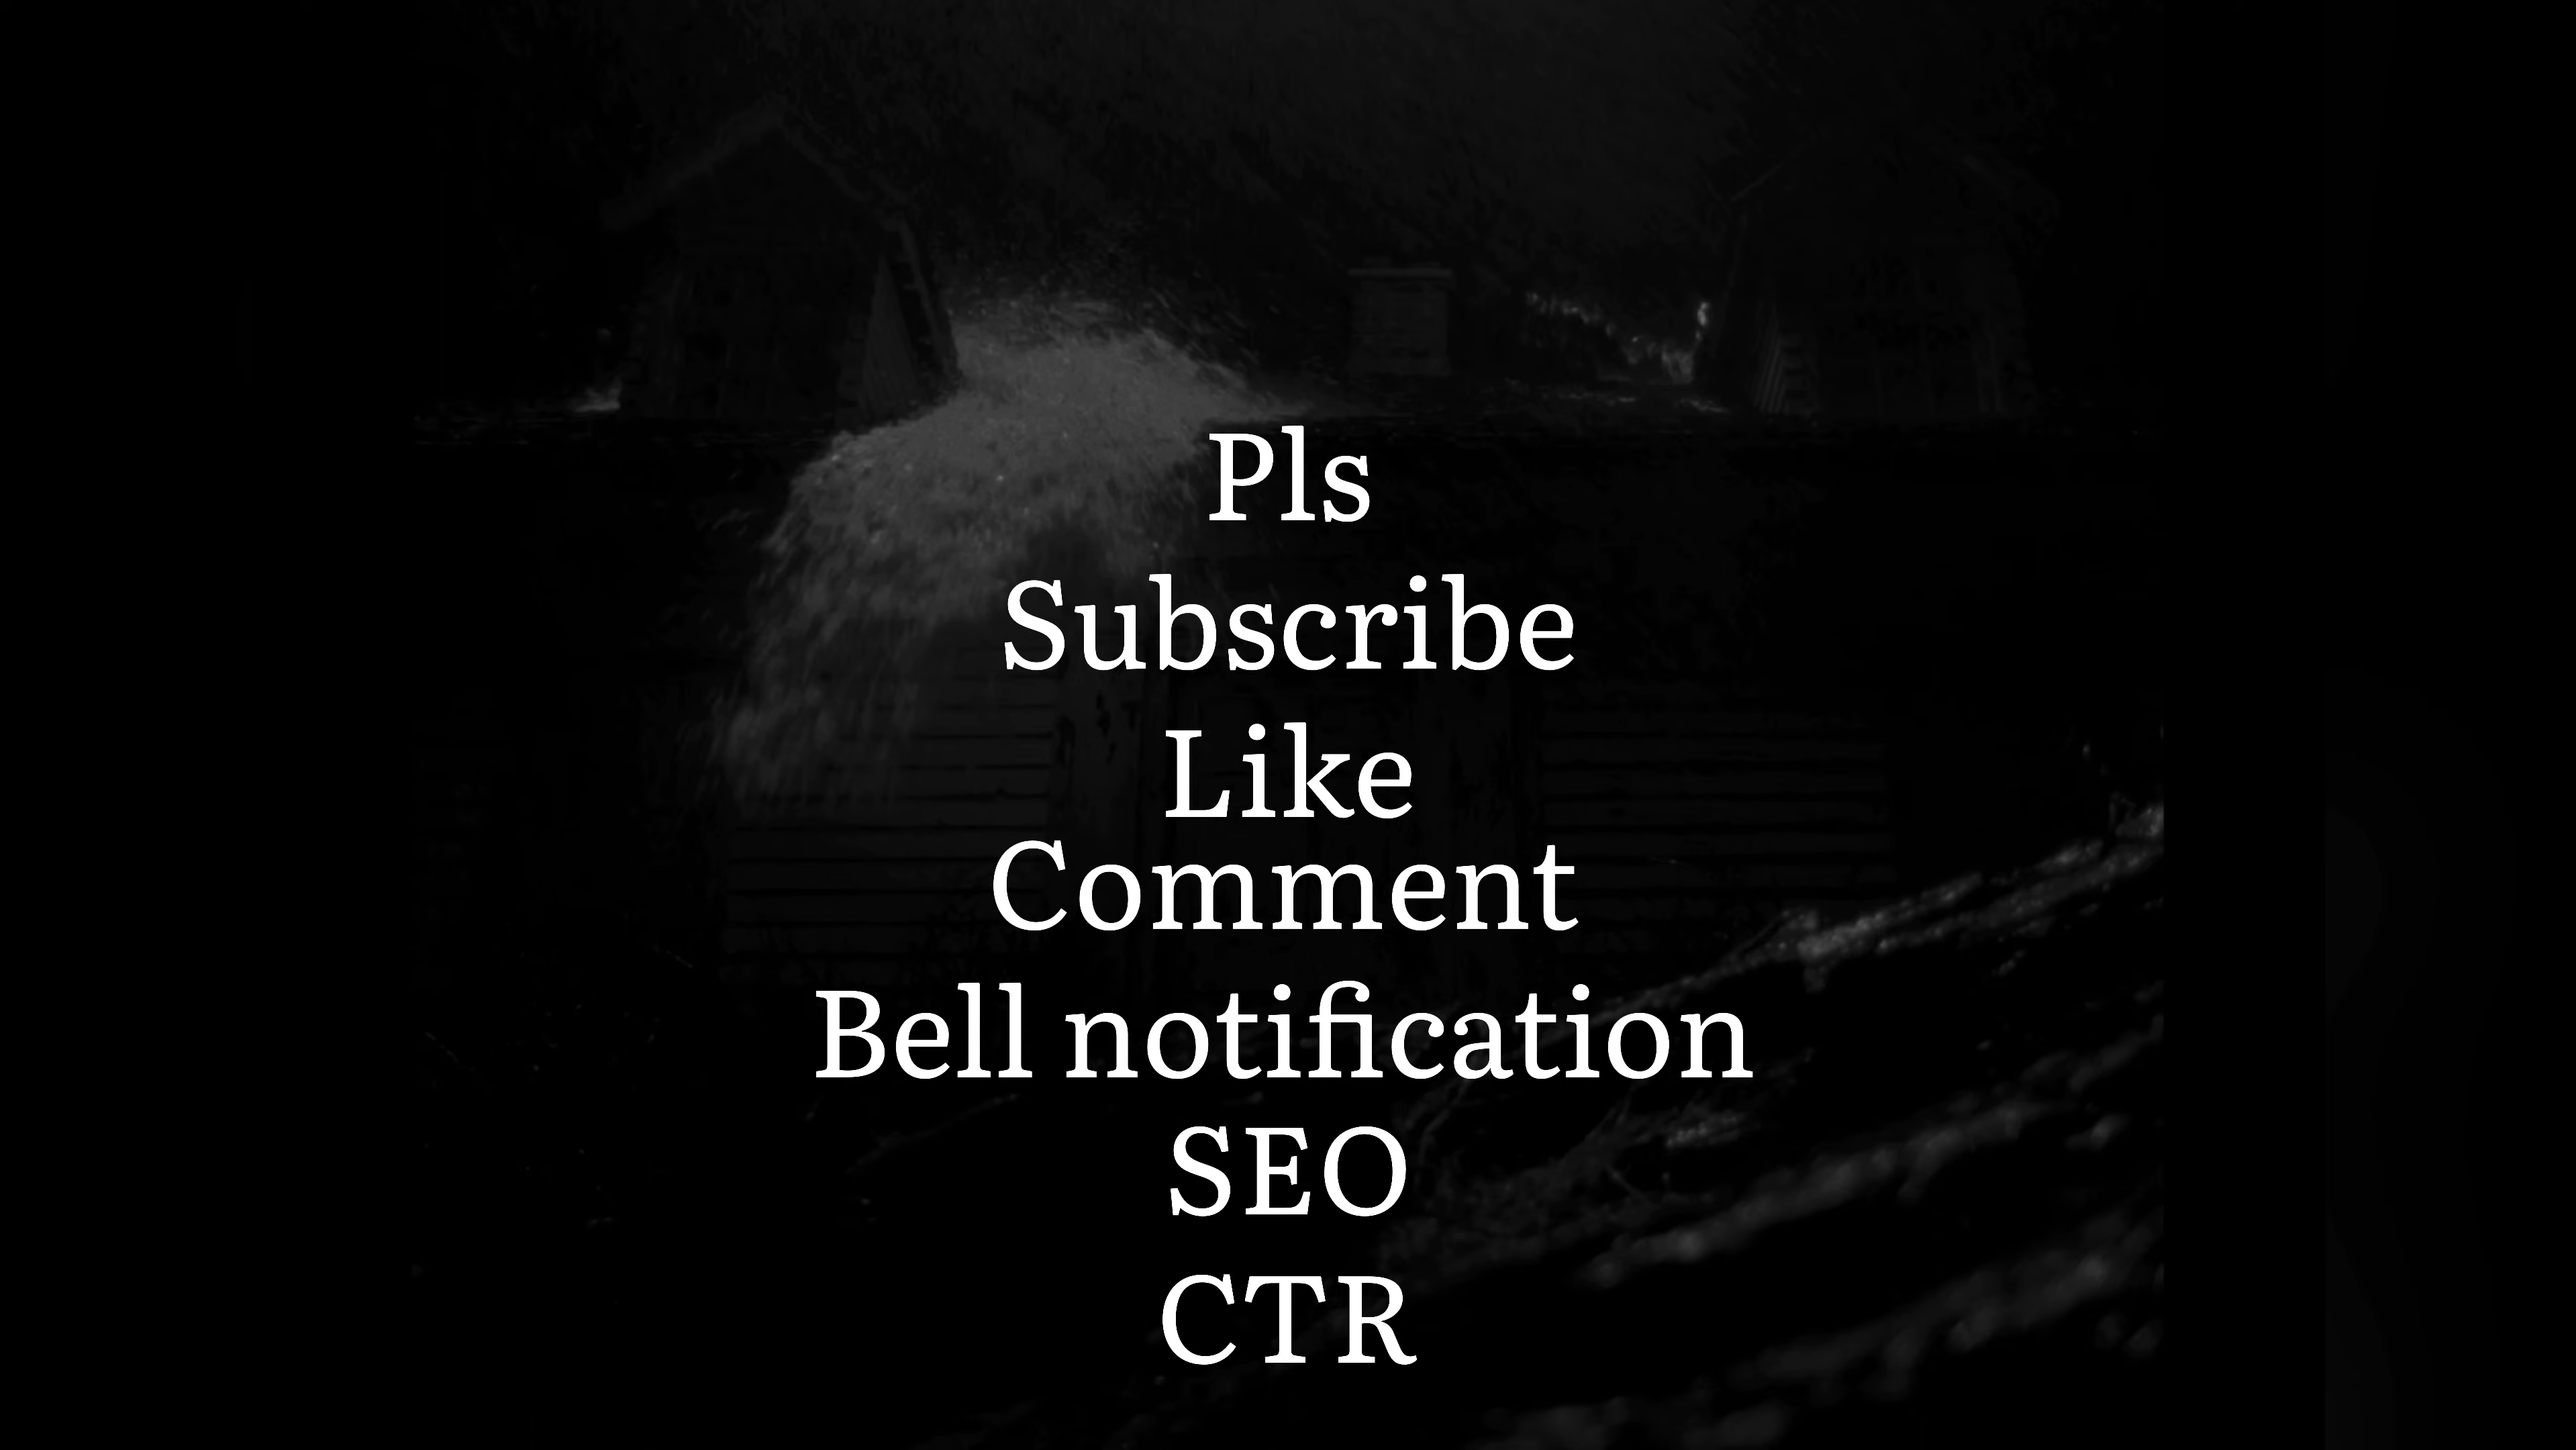 Pls
Subscribe
Like
Comment
Bell notification
SEO
CTR